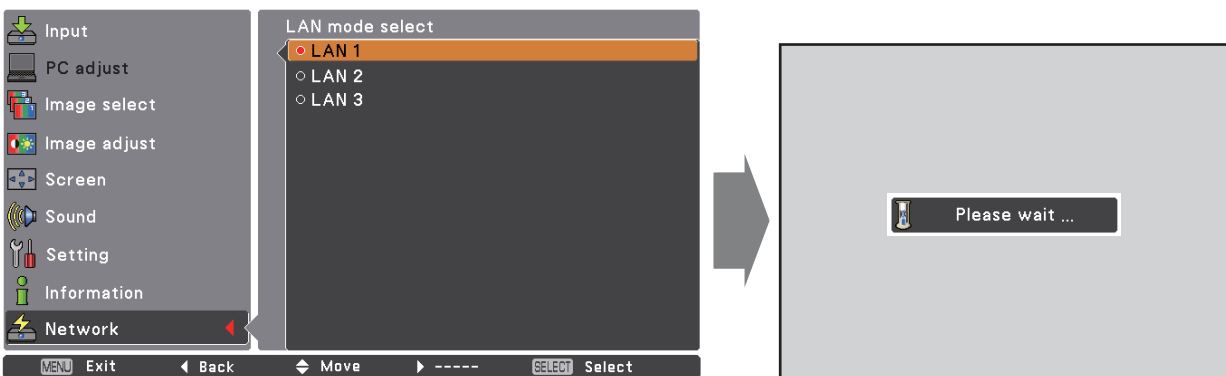 Input
PC adjust
Image select
Image adjust
Screen
Sound
Setting
Information
Network
LAN mode select
LAN 1
LAN 2
LAN 3
MENU Exit Back Move ----- SELECT Select
Please wait ...